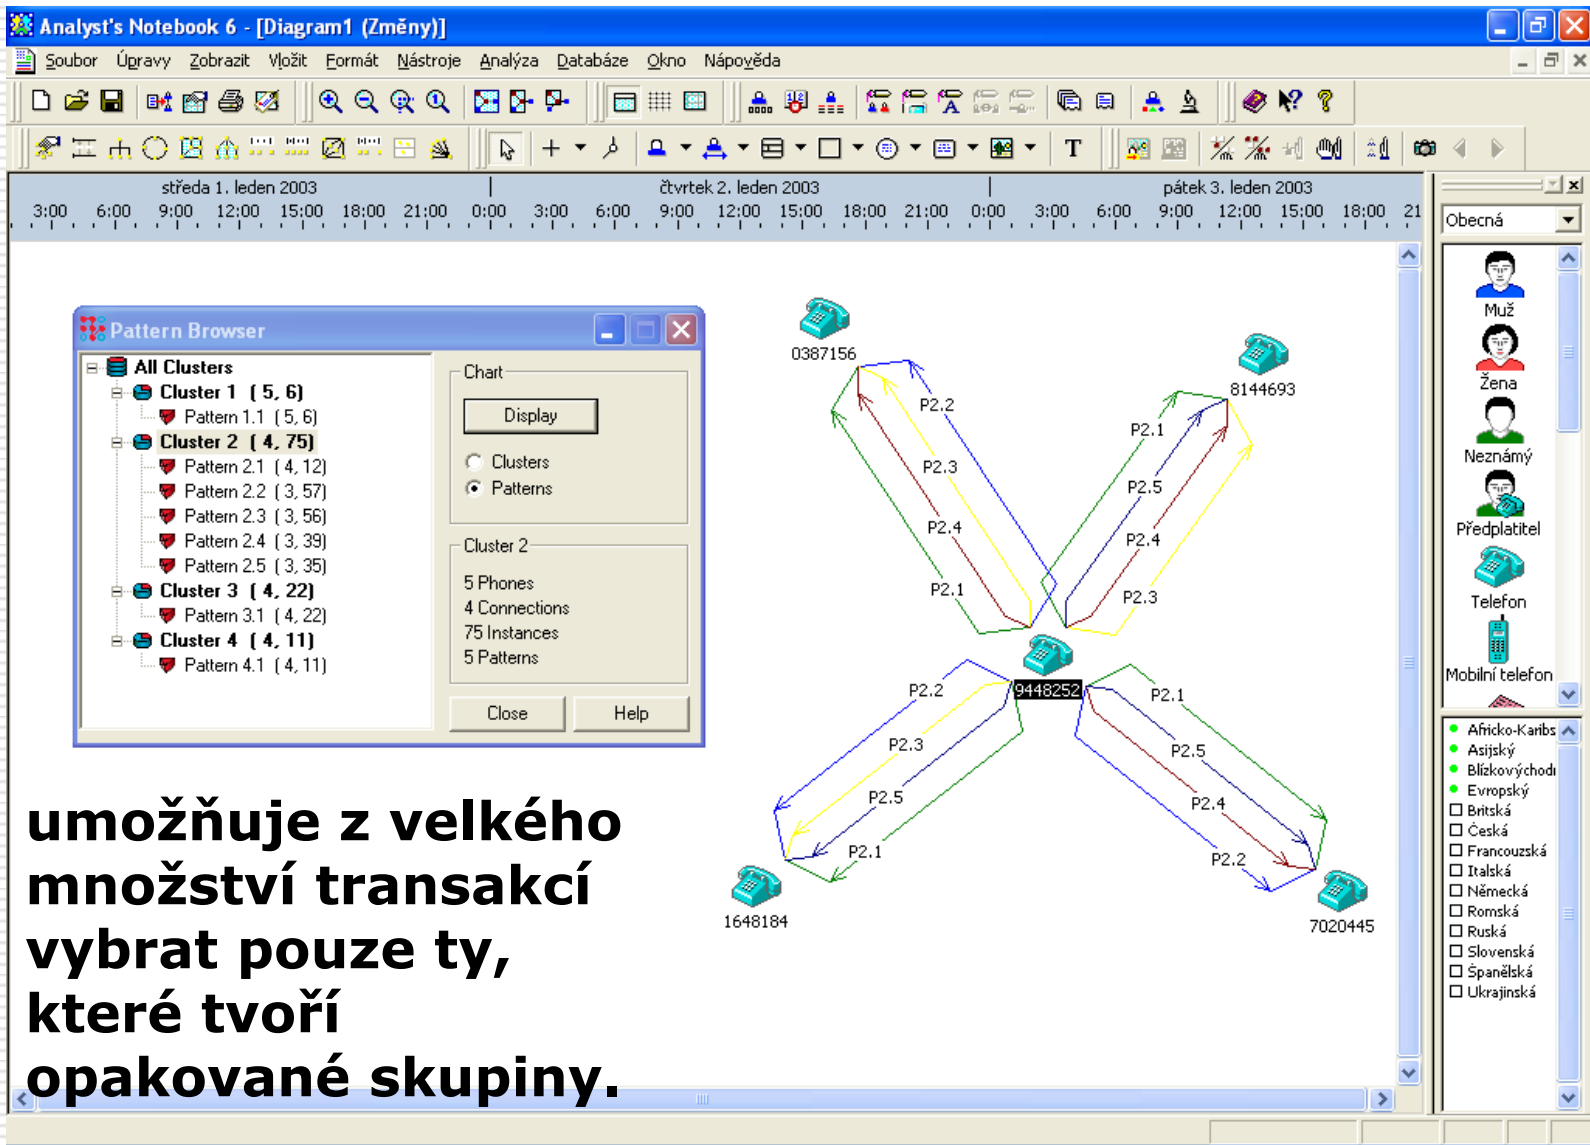 Analyst's Notebook 6 - [Diagram1 (Změny)]
Soubor Úpravy Zobrazit Vložit Formát Nástroje Analýza Databáze Okno Nápověda
středa 1. leden 2003 čtvrtek 2. leden 2003 pátek 3. leden 2003
3:00 6:00 9:00 12:00 15:00 18:00 21:00 0:00 3:00 6:00 9:00 12:00 15:00 18:00 21:00 0:00 3:00 6:00 9:00 12:00 15:00 18:00 21
Pattern Browser
All Clusters
Cluster 1 ( 5, 6)
Pattern 1.1 ( 5, 6)
Cluster 2 ( 4, 75)
Pattern 2.1 ( 4, 12)
Pattern 2.2 ( 3, 57)
Pattern 2.3 ( 3, 56)
Pattern 2.4 ( 3, 39)
Pattern 2.5 ( 3, 35)
Cluster 3 ( 4, 22)
Pattern 3.1 ( 4, 22)
Cluster 4 ( 4, 11)
Pattern 4.1 ( 4, 11)
Chart
Display
Clusters
Patterns
Cluster 2
5 Phones
4 Connections
75 Instances
5 Patterns
Close Help
0387156
8144693
P2.2
P2.3
P2.4
P2.1
P2.1
P2.5
P2.4
P2.3
9448252
P2.2
P2.3
P2.5
P2.1
P2.1
P2.5
P2.4
P2.2
1648184
7020445
umožňuje z velkého
množství transakcí
vybrat pouze ty,
které tvoří
opakované skupiny.
Obecná
Muž
Žena
Neznámý
Předplatitel
Telefon
Mobilní telefon
Africko-Karibs
Asijský
Blízkovýchodi
Evropský
Britská
Česká
Francouzská
Italská
Německá
Romská
Ruská
Slovenská
Španělská
Ukrajinská